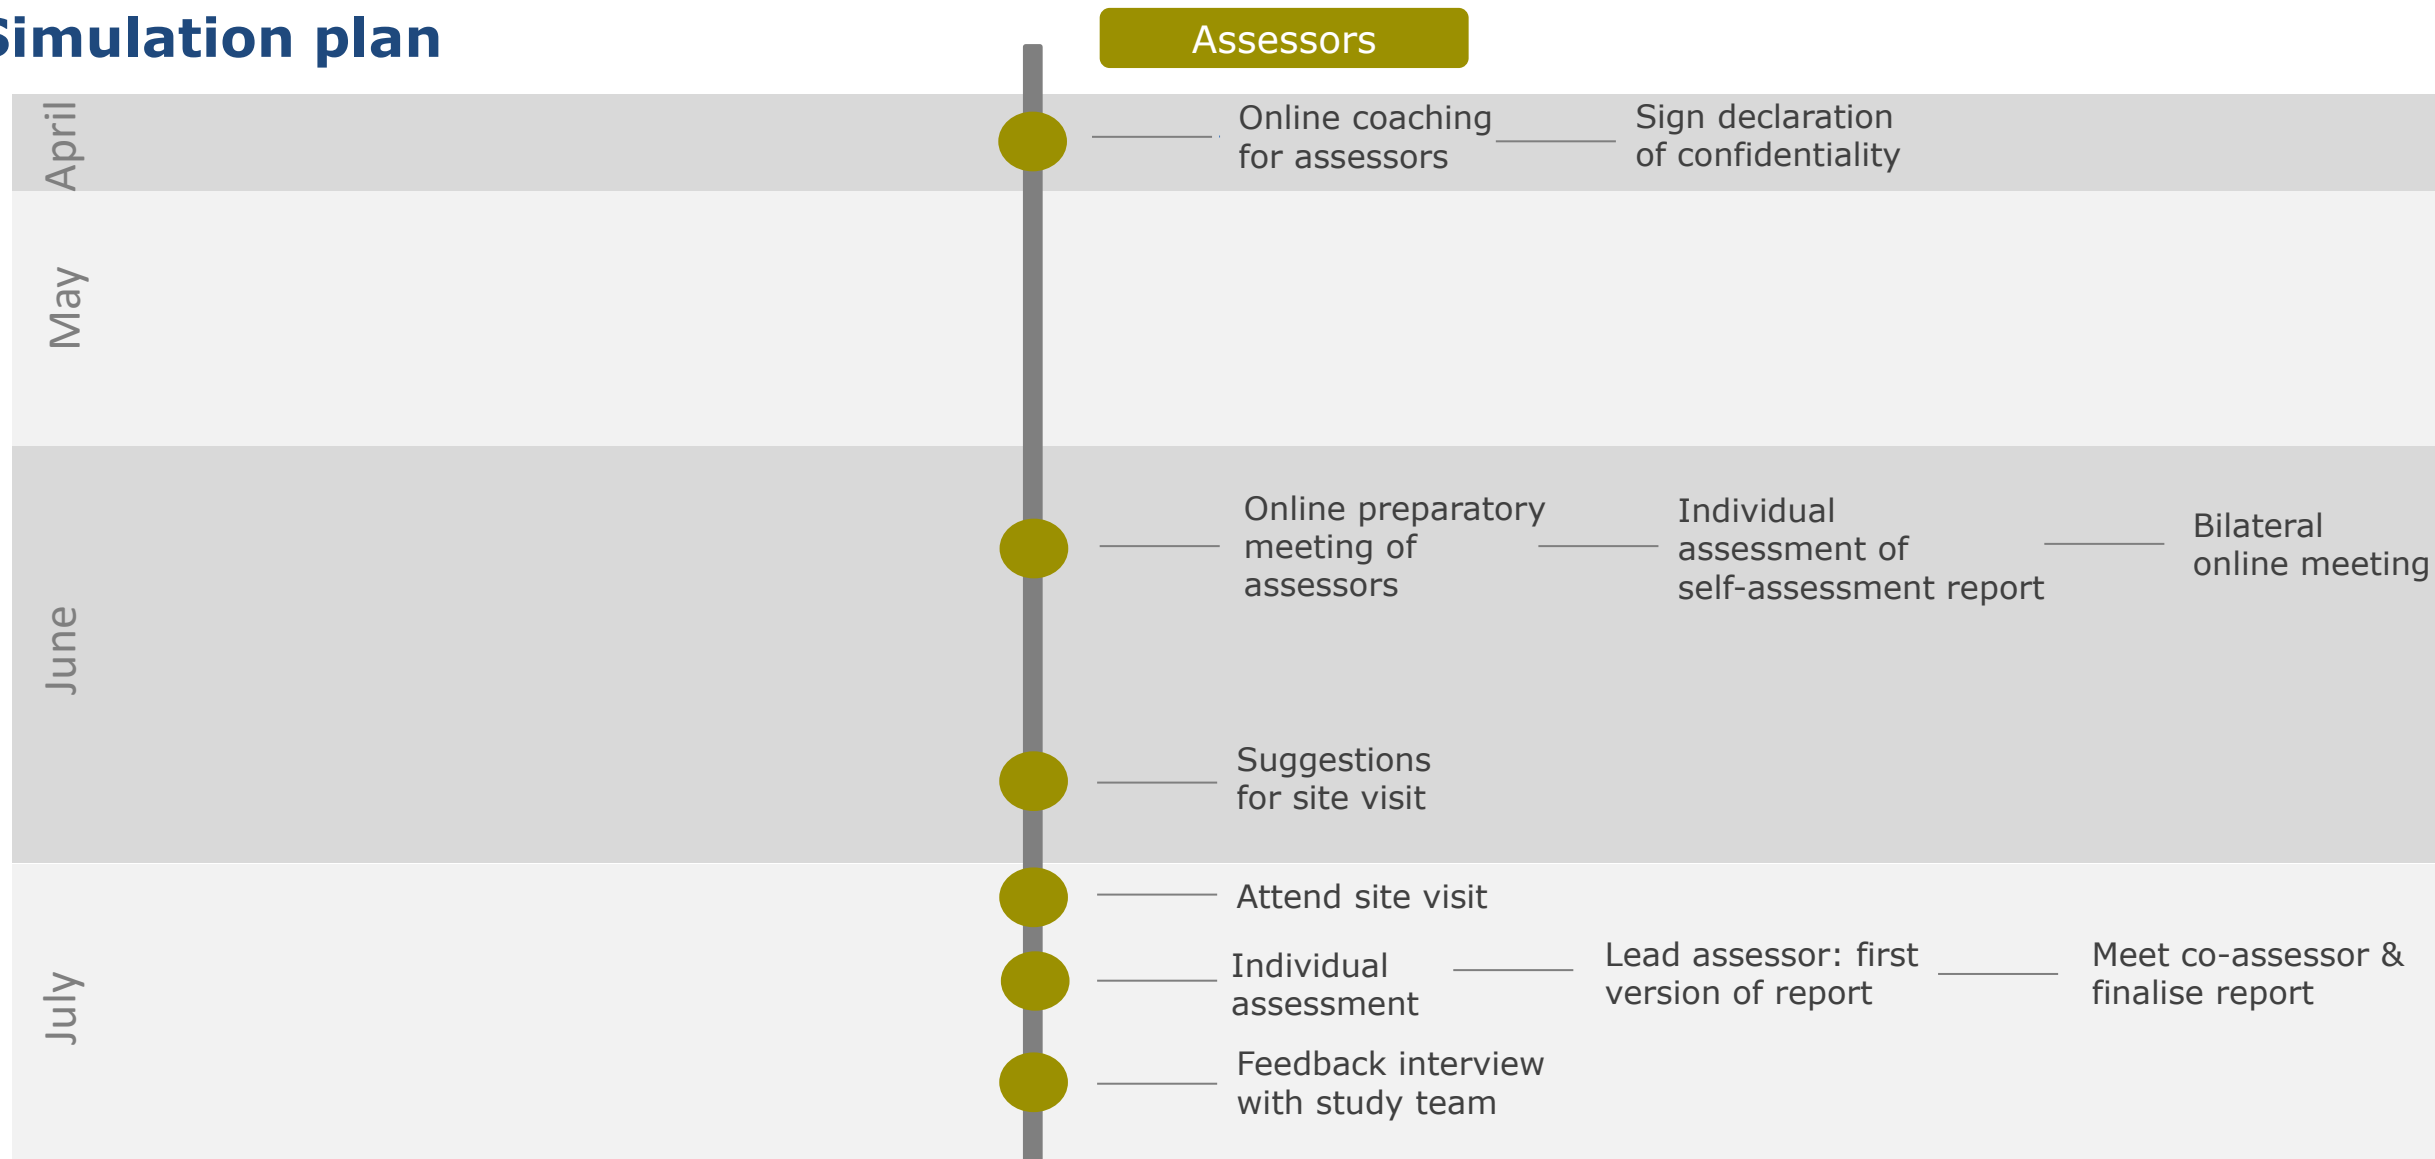 Simulation plan
Assessors
April
Online coaching
for assessors
Sign declaration
of confidentiality
May
June
Online preparatory
meeting of
assessors
Individual
assessment of
self-assessment report
Bilateral
online meeting
Suggestions
for site visit
July
Attend site visit
Individual
assessment
Lead assessor: first
version of report
Meet co-assessor &
finalise report
Feedback interview
with study team